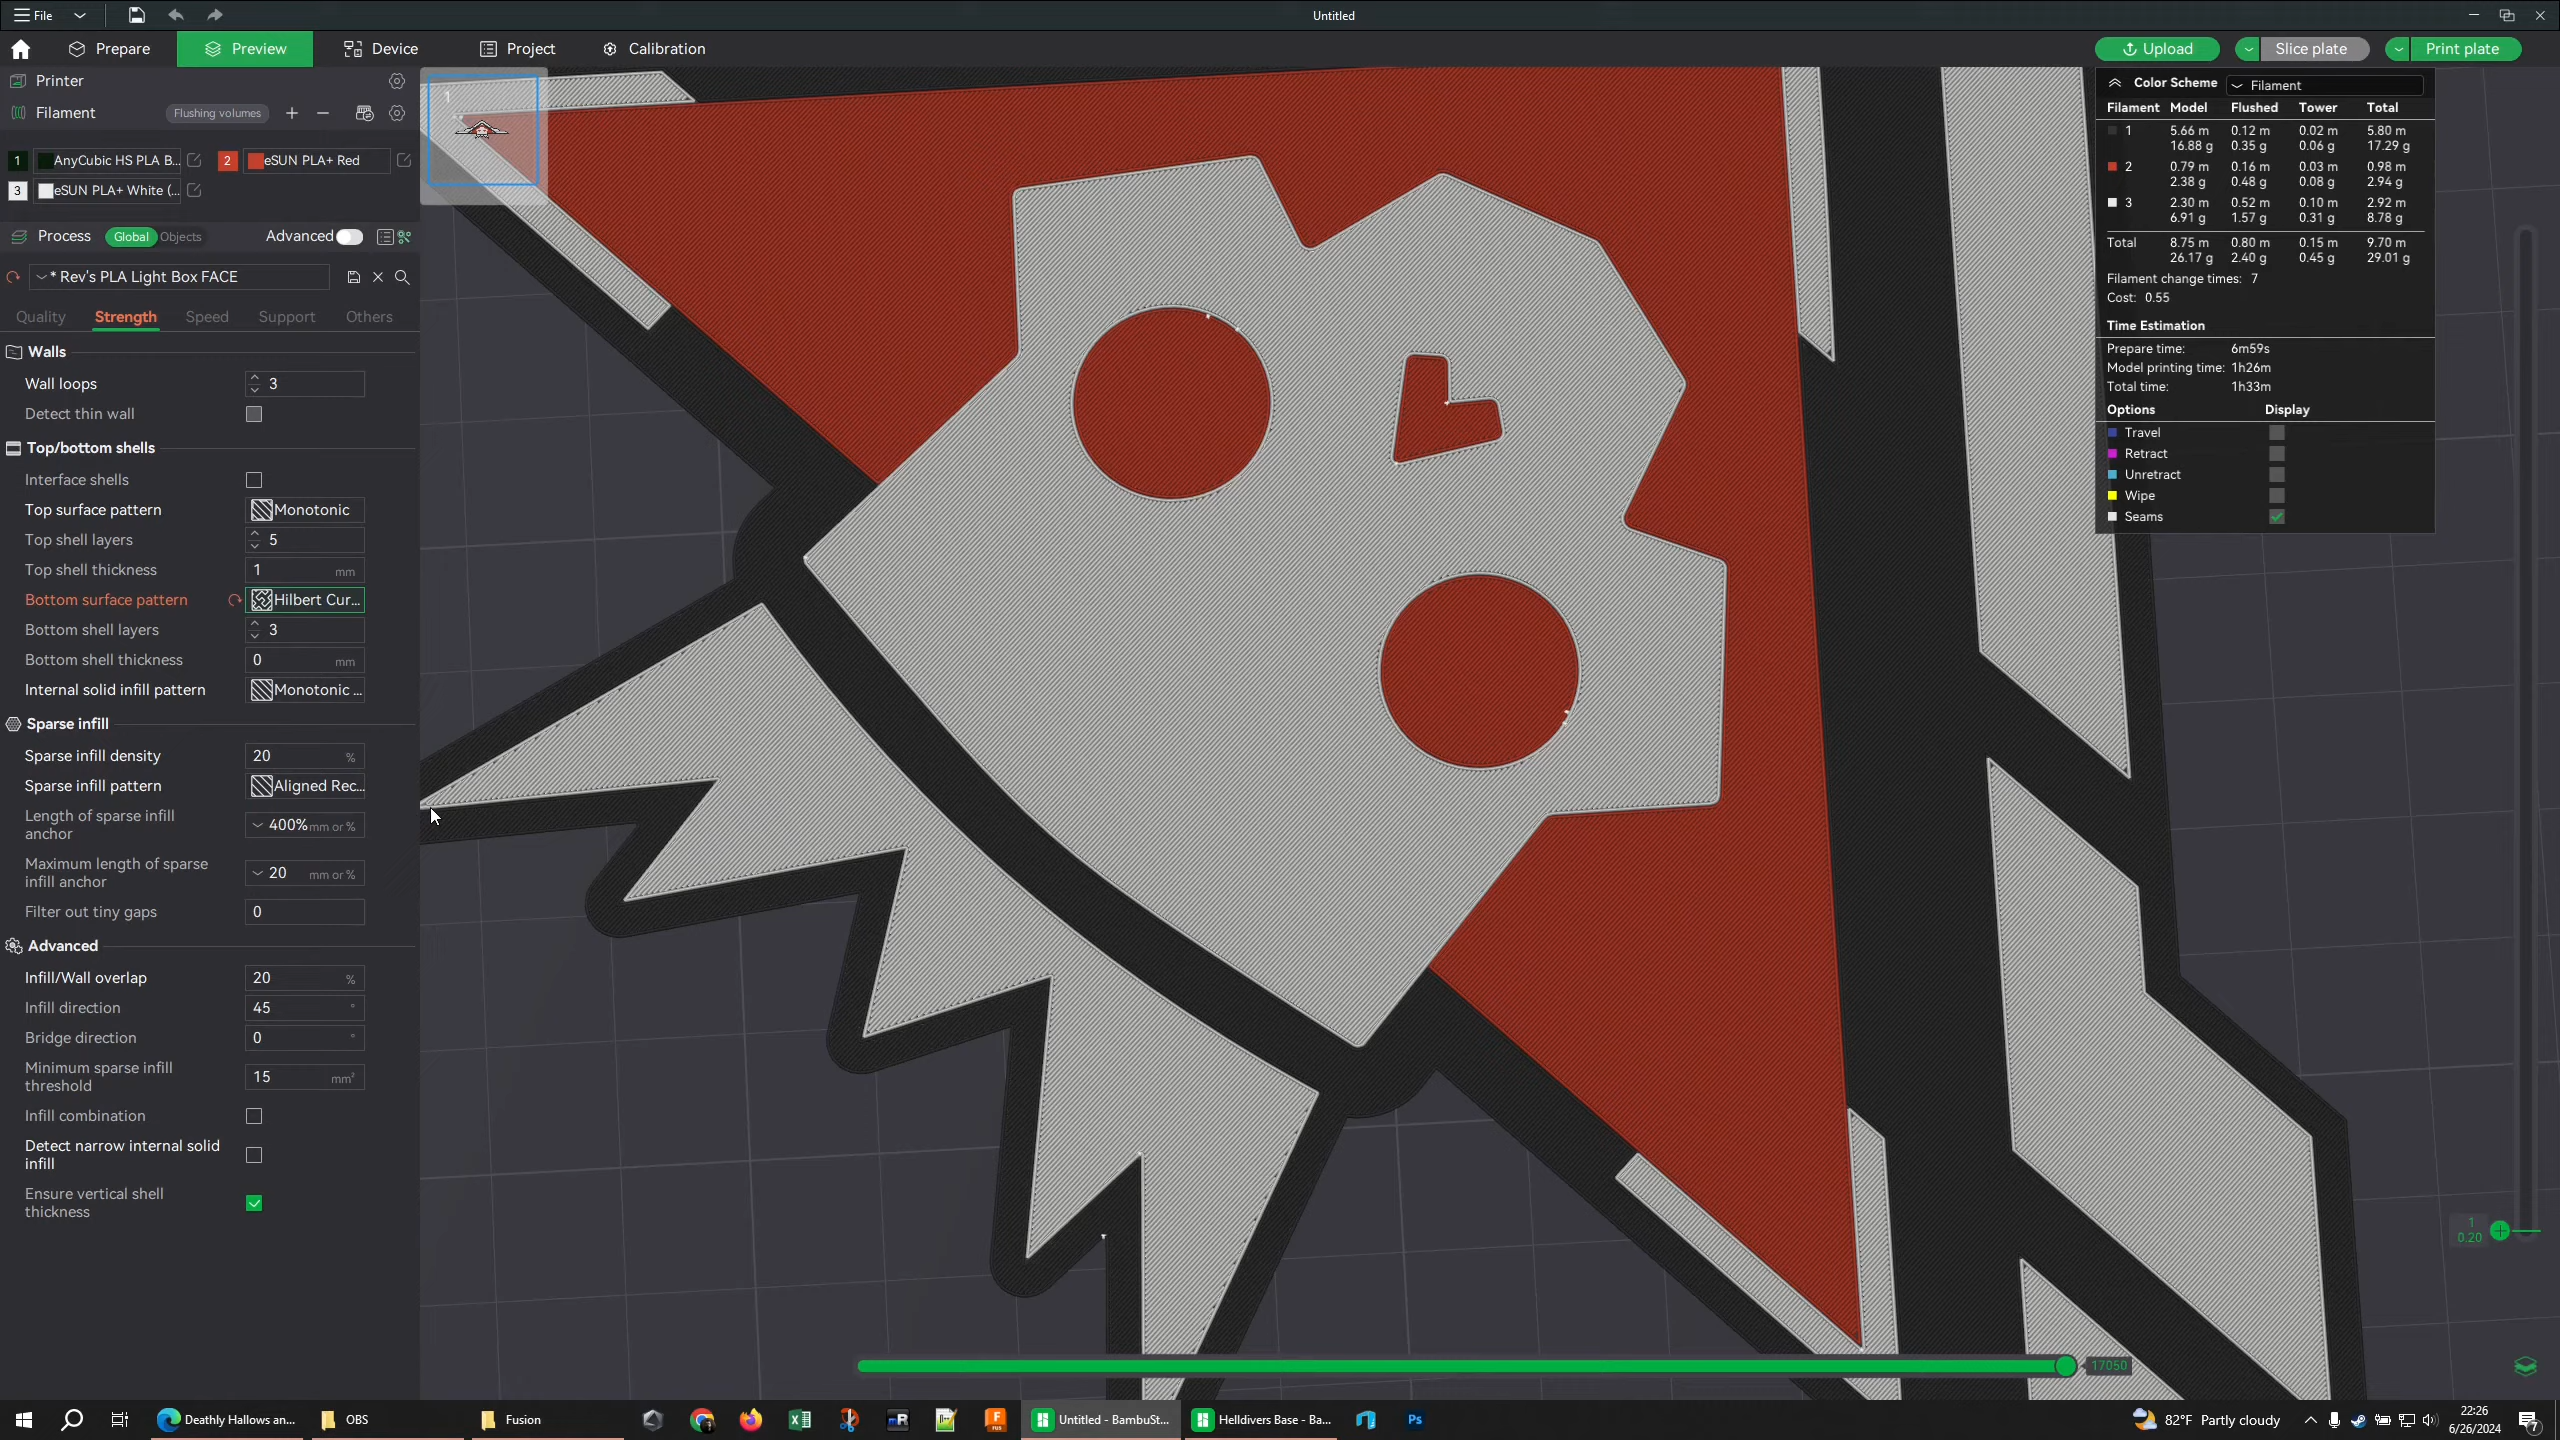 File
Untitled
Prepare
Preview
Device
Project
Calibration
Upload
Slice plate
Print plate
Printer
Filament
Flushing volumes
1 AnyCubic HS PLA B...
2 eSUN PLA+ Red
3 eSUN PLA+ White (...
Process
Global Objects
Advanced
* Rev's PLA Light Box FACE
Quality Strength Speed Support Others
Walls
Wall loops 3
Detect thin wall
Top/bottom shells
Interface shells
Top surface pattern Monotonic
Top shell layers 5
Top shell thickness 1 mm
Bottom surface pattern Hilbert Cur...
Bottom shell layers 3
Bottom shell thickness 0 mm
Internal solid infill pattern Monotonic ...
Sparse infill
Sparse infill density 20 %
Sparse infill pattern Aligned Rec...
Length of sparse infill
anchor 400% mm or %
Maximum length of sparse
infill anchor 20 mm or %
Filter out tiny gaps 0
Advanced
Infill/Wall overlap 20 %
Infill direction 45 °
Bridge direction 0 °
Minimum sparse infill
threshold 15 mm²
Infill combination
Detect narrow internal solid
infill
Ensure vertical shell
thickness
1
Color Scheme Filament
Filament Model Flushed Tower Total
1 5.66 m 0.12 m 0.02 m 5.80 m
16.88 g 0.35 g 0.06 g 17.29 g
2 0.79 m 0.16 m 0.03 m 0.98 m
2.38 g 0.48 g 0.08 g 2.94 g
3 2.30 m 0.52 m 0.10 m 2.92 m
6.91 g 1.57 g 0.31 g 8.78 g
Total 8.75 m 0.80 m 0.15 m 9.70 m
26.17 g 2.40 g 0.45 g 29.01 g
Filament change times: 7
Cost: 0.55
Time Estimation
Prepare time: 6m59s
Model printing time: 1h26m
Total time: 1h33m
Options Display
Travel
Retract
Unretract
Wipe
Seams
1
0.20
17050
Deathly Hallows an...
OBS
Fusion
Untitled - BambuSt...
Helldivers Base - Ba...
Ps
82°F Partly cloudy
22:26
6/26/2024
7